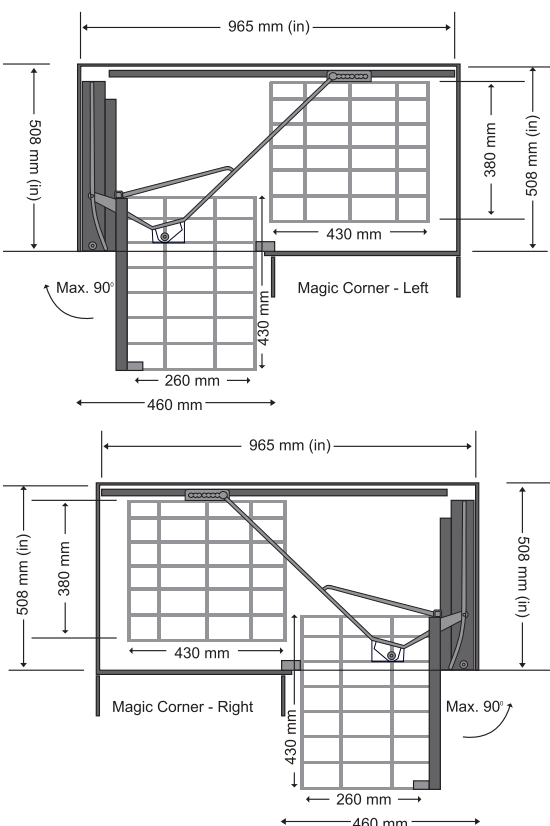 965 mm (in)
508 mm (in)
380 mm
508 mm (in)
430 mm
Max. 90°
Magic Corner - Left
430 mm
260 mm
460 mm
965 mm (in)
508 mm (in)
380 mm
508 mm (in)
430 mm
Magic Corner - Right
430 mm
Max. 90°
260 mm
460 mm